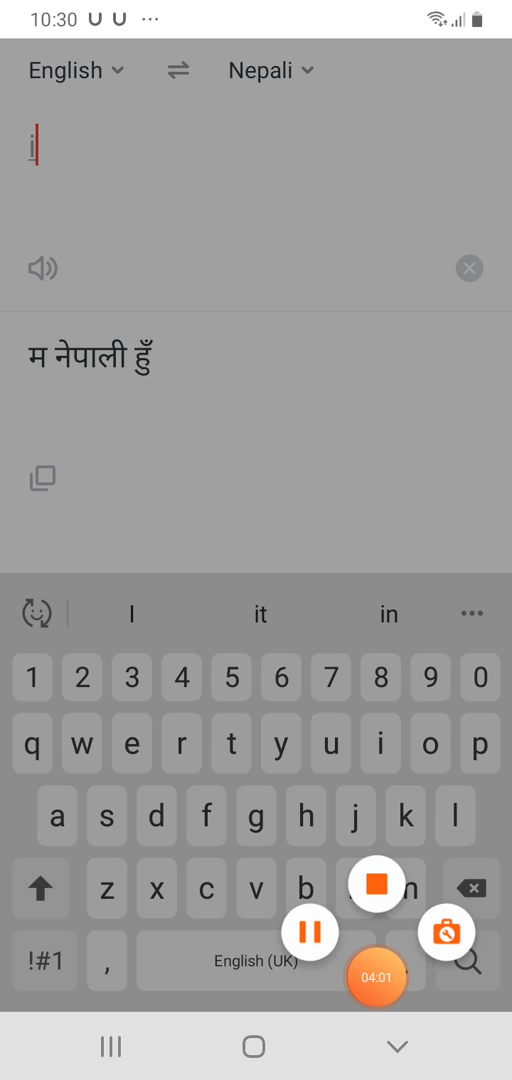 10:30
English Nepali
i
म नेपाली हुँ
I it in
1 2 3 4 5 6 7 8 9 0
q w e r t y u i o p
a s d f g h j k l
z x c v b m
!#1 , English (UK) .
04:01